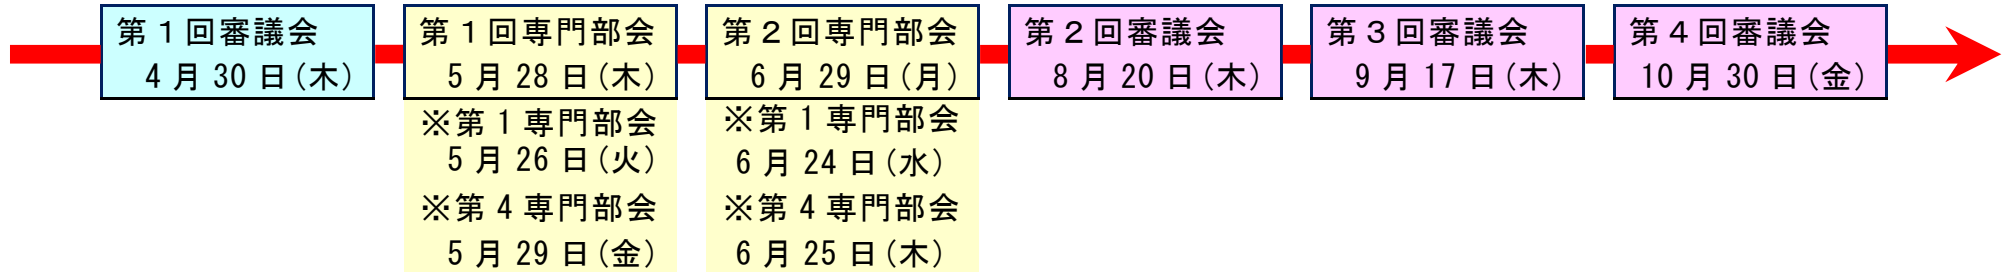 第１回審議会
4月30日(木)
第１回専門部会
5月28日(木)
※第1専門部会
5月26日(火)
※第4専門部会
5月29日(金)
第２回専門部会
6月29日(月)
※第1専門部会
6月24日(水)
※第4専門部会
6月25日(木)
第２回審議会
8月20日(木)
第３回審議会
9月17日(木)
第４回審議会
10月30日(金)